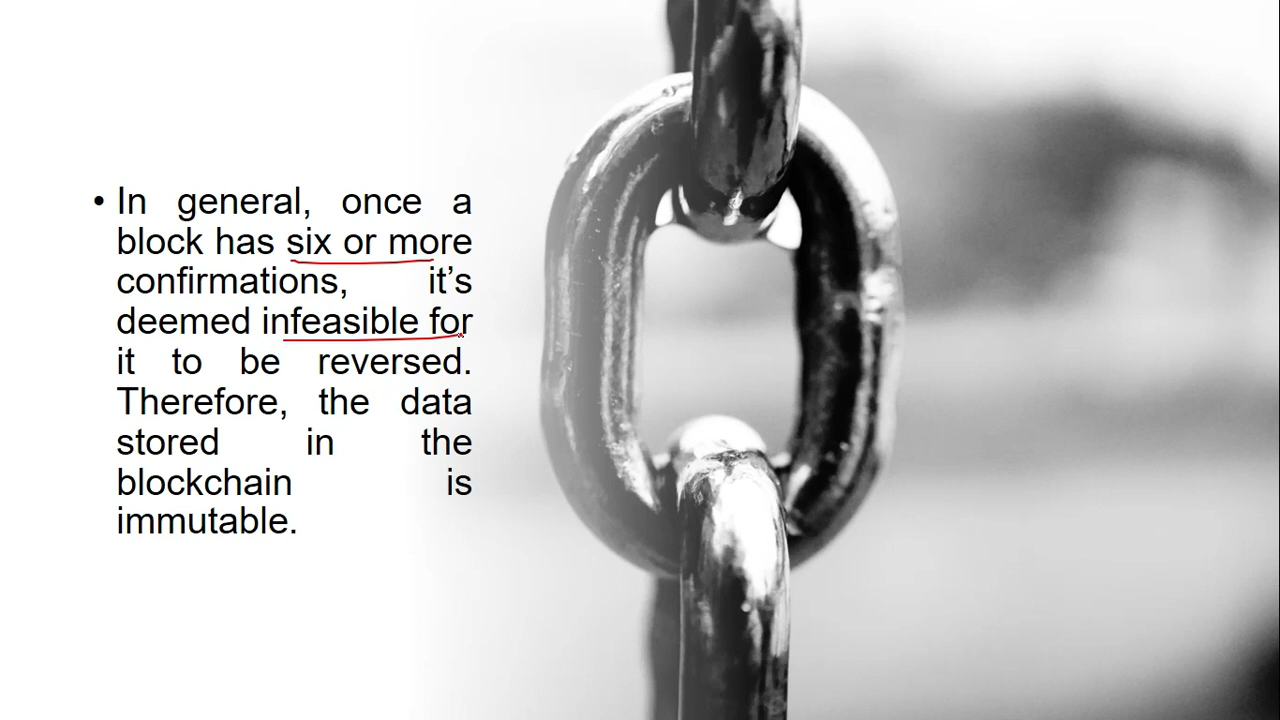 • In general, once a
block has six or more
confirmations, it’s
deemed infeasible for
it to be reversed.
Therefore, the data
stored in the
blockchain is
immutable.